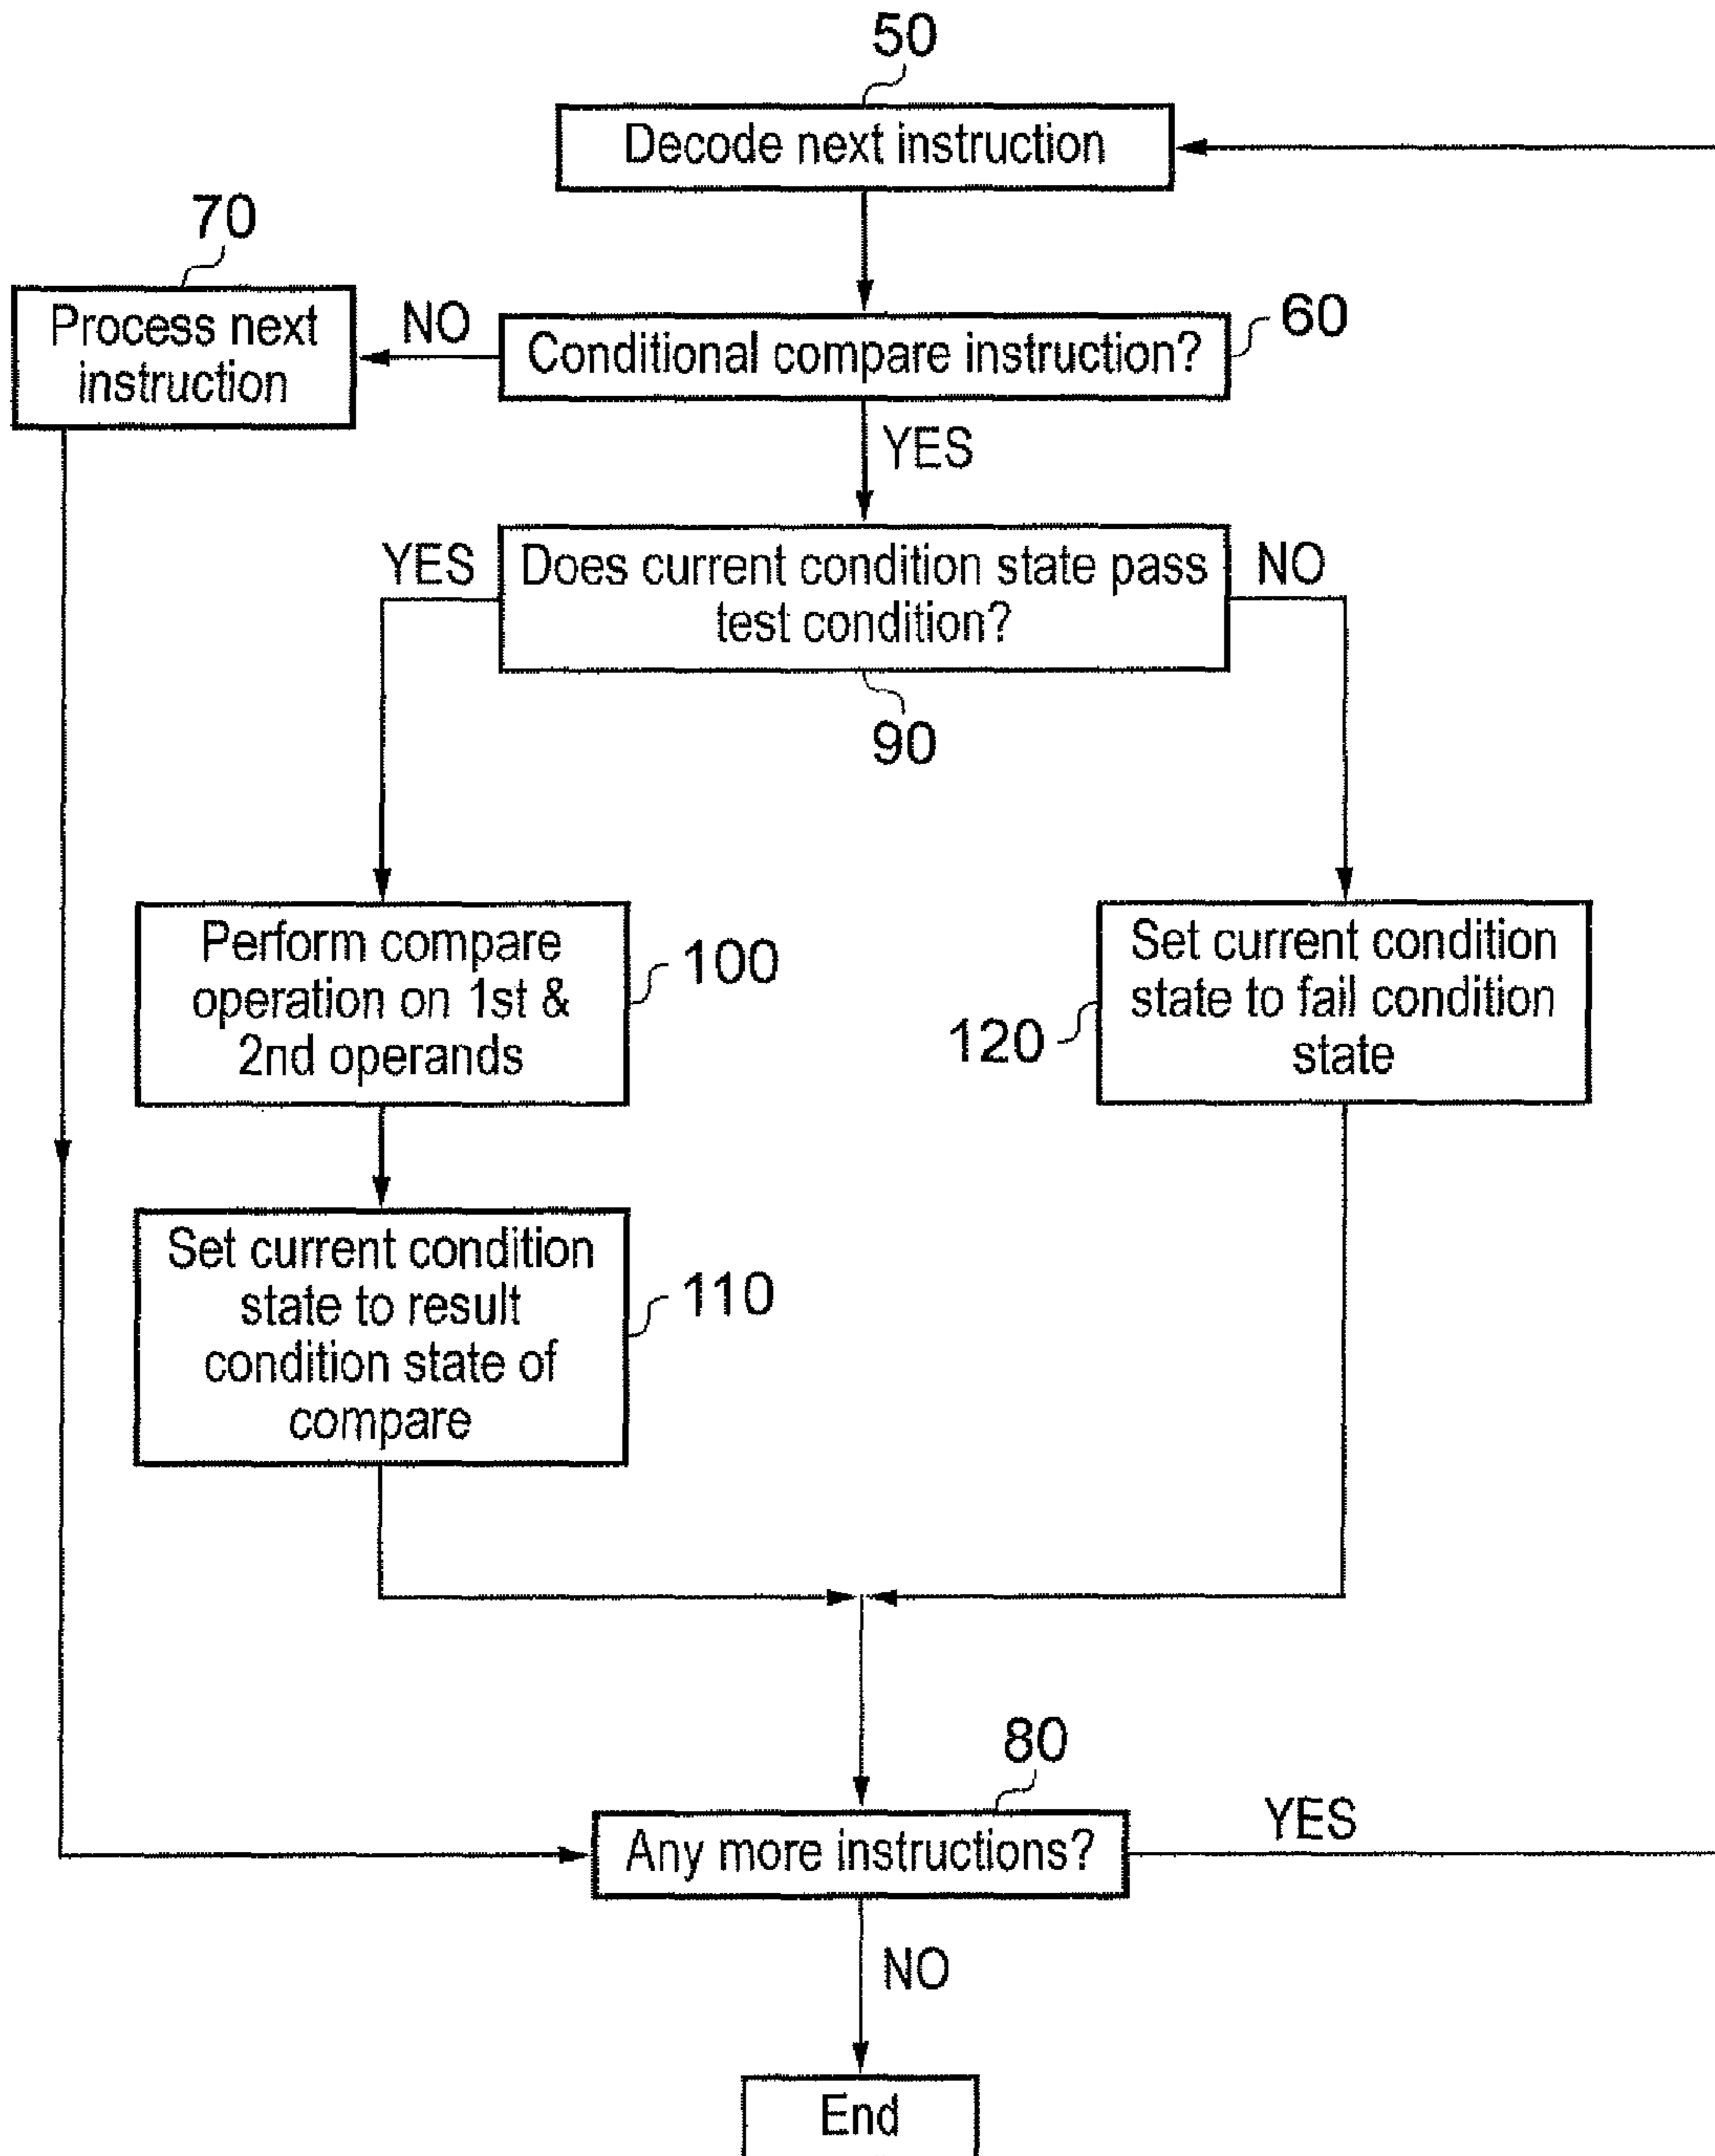 50
Decode next instruction
70
Process next
instruction
NO
Conditional compare instruction?
60
YES
YES
Does current condition state pass
test condition?
NO
90
Perform compare
operation on 1st &
2nd operands
100
Set current condition
state to fail condition
state
120
Set current condition
state to result
condition state of
compare
110
80
Any more instructions?
YES
NO
End